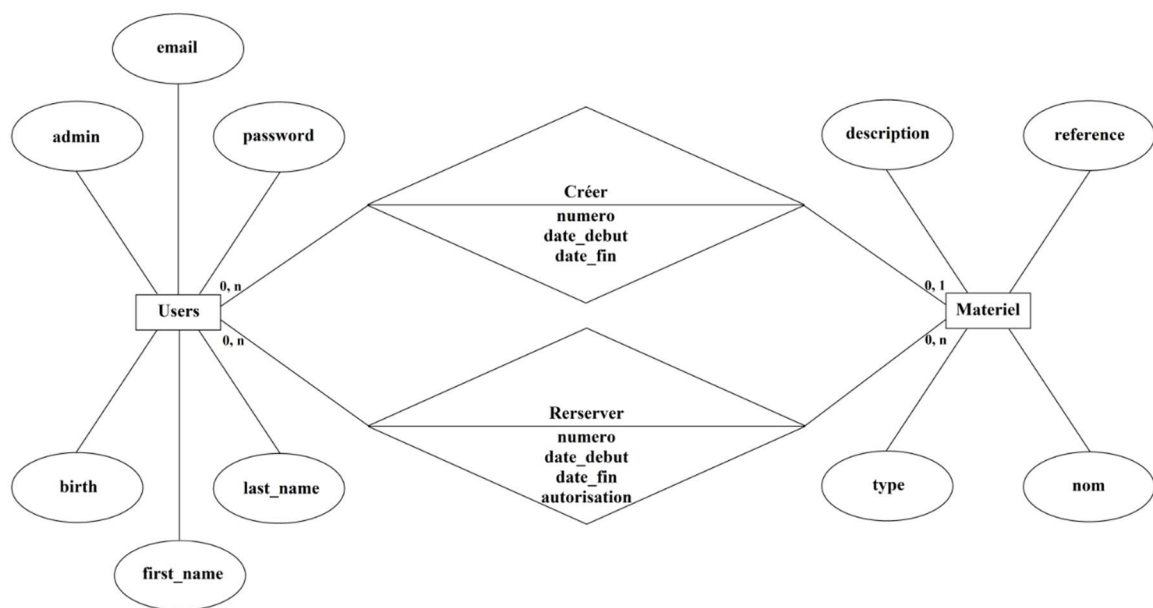 email
admin
password
description
reference
Créer
numero
date_debut
date_fin
0, n
0, 1
Users
Materiel
0, n
0, n
Rerserver
numero
date_debut
date_fin
autorisation
birth
last_name
type
nom
first_name